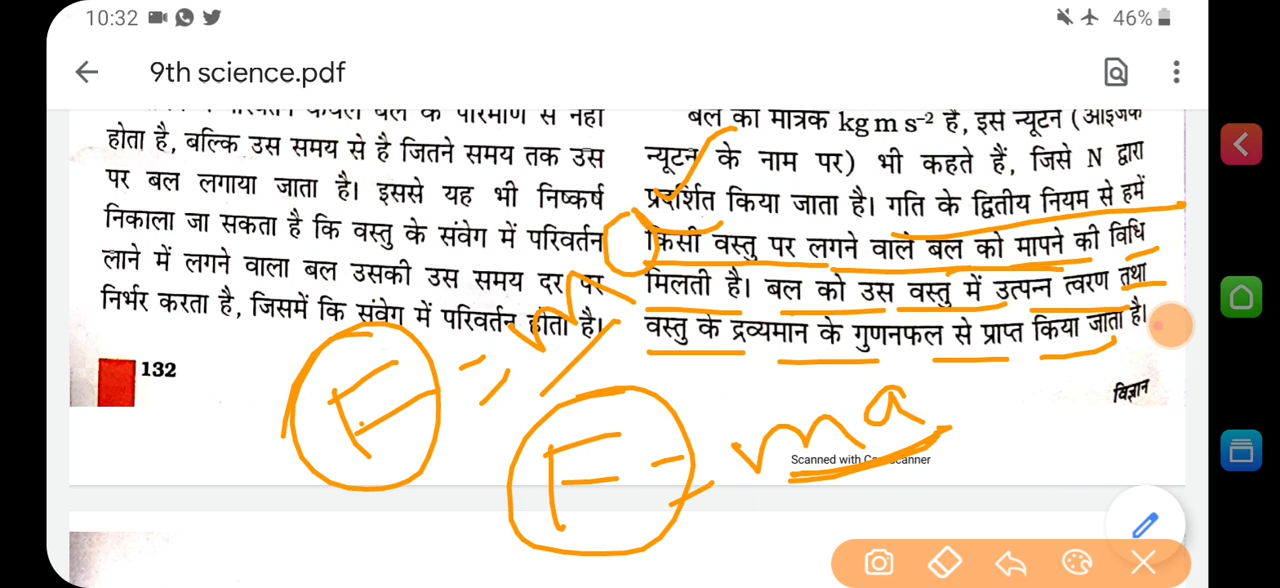 10:32
46%
9th science.pdf
होता है, बल्कि उस समय से है जितने समय तक उस
पर बल लगाया जाता है। इससे यह भी निष्कर्ष
निकाला जा सकता है कि वस्तु के संवेग में परिवर्तन
लाने में लगने वाला बल उसकी उस समय दर पर
निर्भर करता है, जिसमें कि संवेग में परिवर्तन होता है।
132
बल का मात्रक kg m s⁻² है, इसे न्यूटन (आइजक
न्यूटन के नाम पर) भी कहते हैं, जिसे N द्वारा
प्रदर्शित किया जाता है। गति के द्वितीय नियम से हमें
किसी वस्तु पर लगने वाले बल को मापने की विधि
मिलती है। बल को उस वस्तु में उत्पन्न त्वरण तथा
वस्तु के द्रव्यमान के गुणनफल से प्राप्त किया जाता है।
विज्ञान
F = m
F = ma
Scanned with